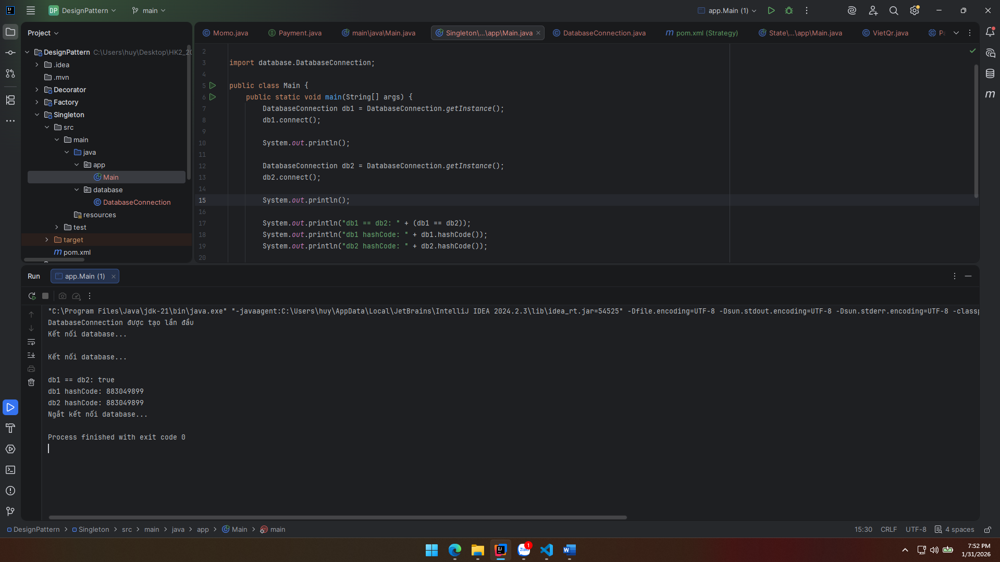 DP DesignPattern main app.Main (1)
Project
Momo.java Payment.java main\java\Main.java Singleton\...\app\Main.java DatabaseConnection.java pom.xml (Strategy) State\...\app\Main.java VietQr.java
DesignPattern C:\Users\huy\Desktop\HK2_20
.idea
.mvn
Decorator
Factory
Singleton
src
main
java
app
Main
database
DatabaseConnection
resources
test
target
pom.xml
2
3 import database.DatabaseConnection;
4
5 public class Main {
6 public static void main(String[] args) {
7 DatabaseConnection db1 = DatabaseConnection.getInstance();
8 db1.connect();
9
10 System.out.println();
11
12 DatabaseConnection db2 = DatabaseConnection.getInstance();
13 db2.connect();
14
15 System.out.println();
16
17 System.out.println("db1 == db2: " + (db1 == db2));
18 System.out.println("db1 hashCode: " + db1.hashCode());
19 System.out.println("db2 hashCode: " + db2.hashCode());
20
Run app.Main (1)
"C:\Program Files\Java\jdk-21\bin\java.exe" "-javaagent:C:\Users\huy\AppData\Local\JetBrains\IntelliJ IDEA 2024.2.3\lib\idea_rt.jar=54525" -Dfile.encoding=UTF-8 -Dsun.stdout.encoding=UTF-8 -Dsun.stderr.encoding=UTF-8 -classp
DatabaseConnection được tạo lần đầu
Kết nối database...
Kết nối database...
db1 == db2: true
db1 hashCode: 883049899
db2 hashCode: 883049899
Ngắt kết nối database...
Process finished with exit code 0
DesignPattern > Singleton > src > main > java > app > Main > main
15:30 CRLF UTF-8 4 spaces
Zalo 1
7:52 PM
1/31/2026